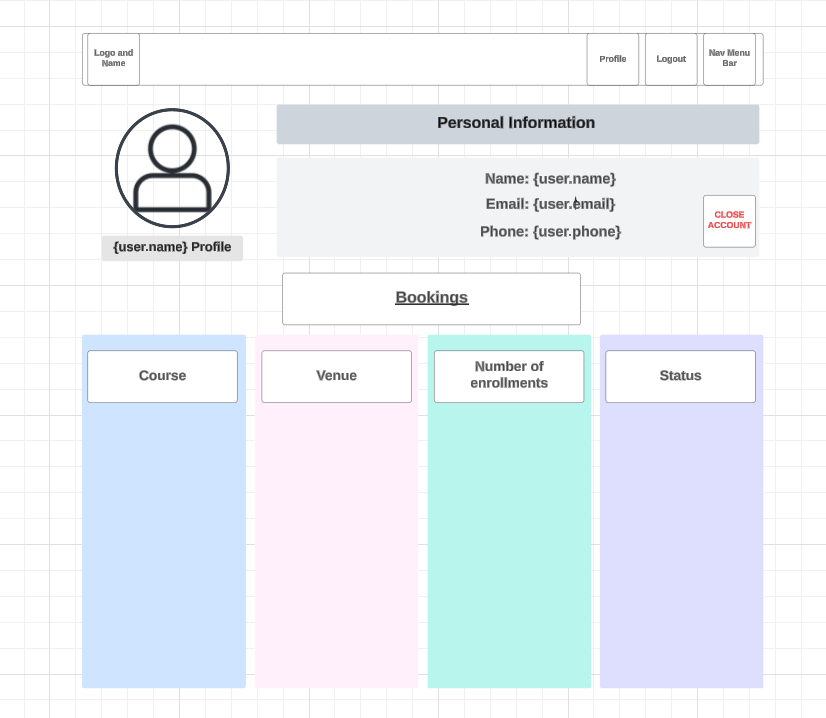 Logo and
Name
Profile
Logout
Nav Menu
Bar
Personal Information
Name: {user.name}
Email: {user.email}
Phone: {user.phone}
CLOSE
ACCOUNT
{user.name} Profile
Bookings
Course
Venue
Number of
enrollments
Status